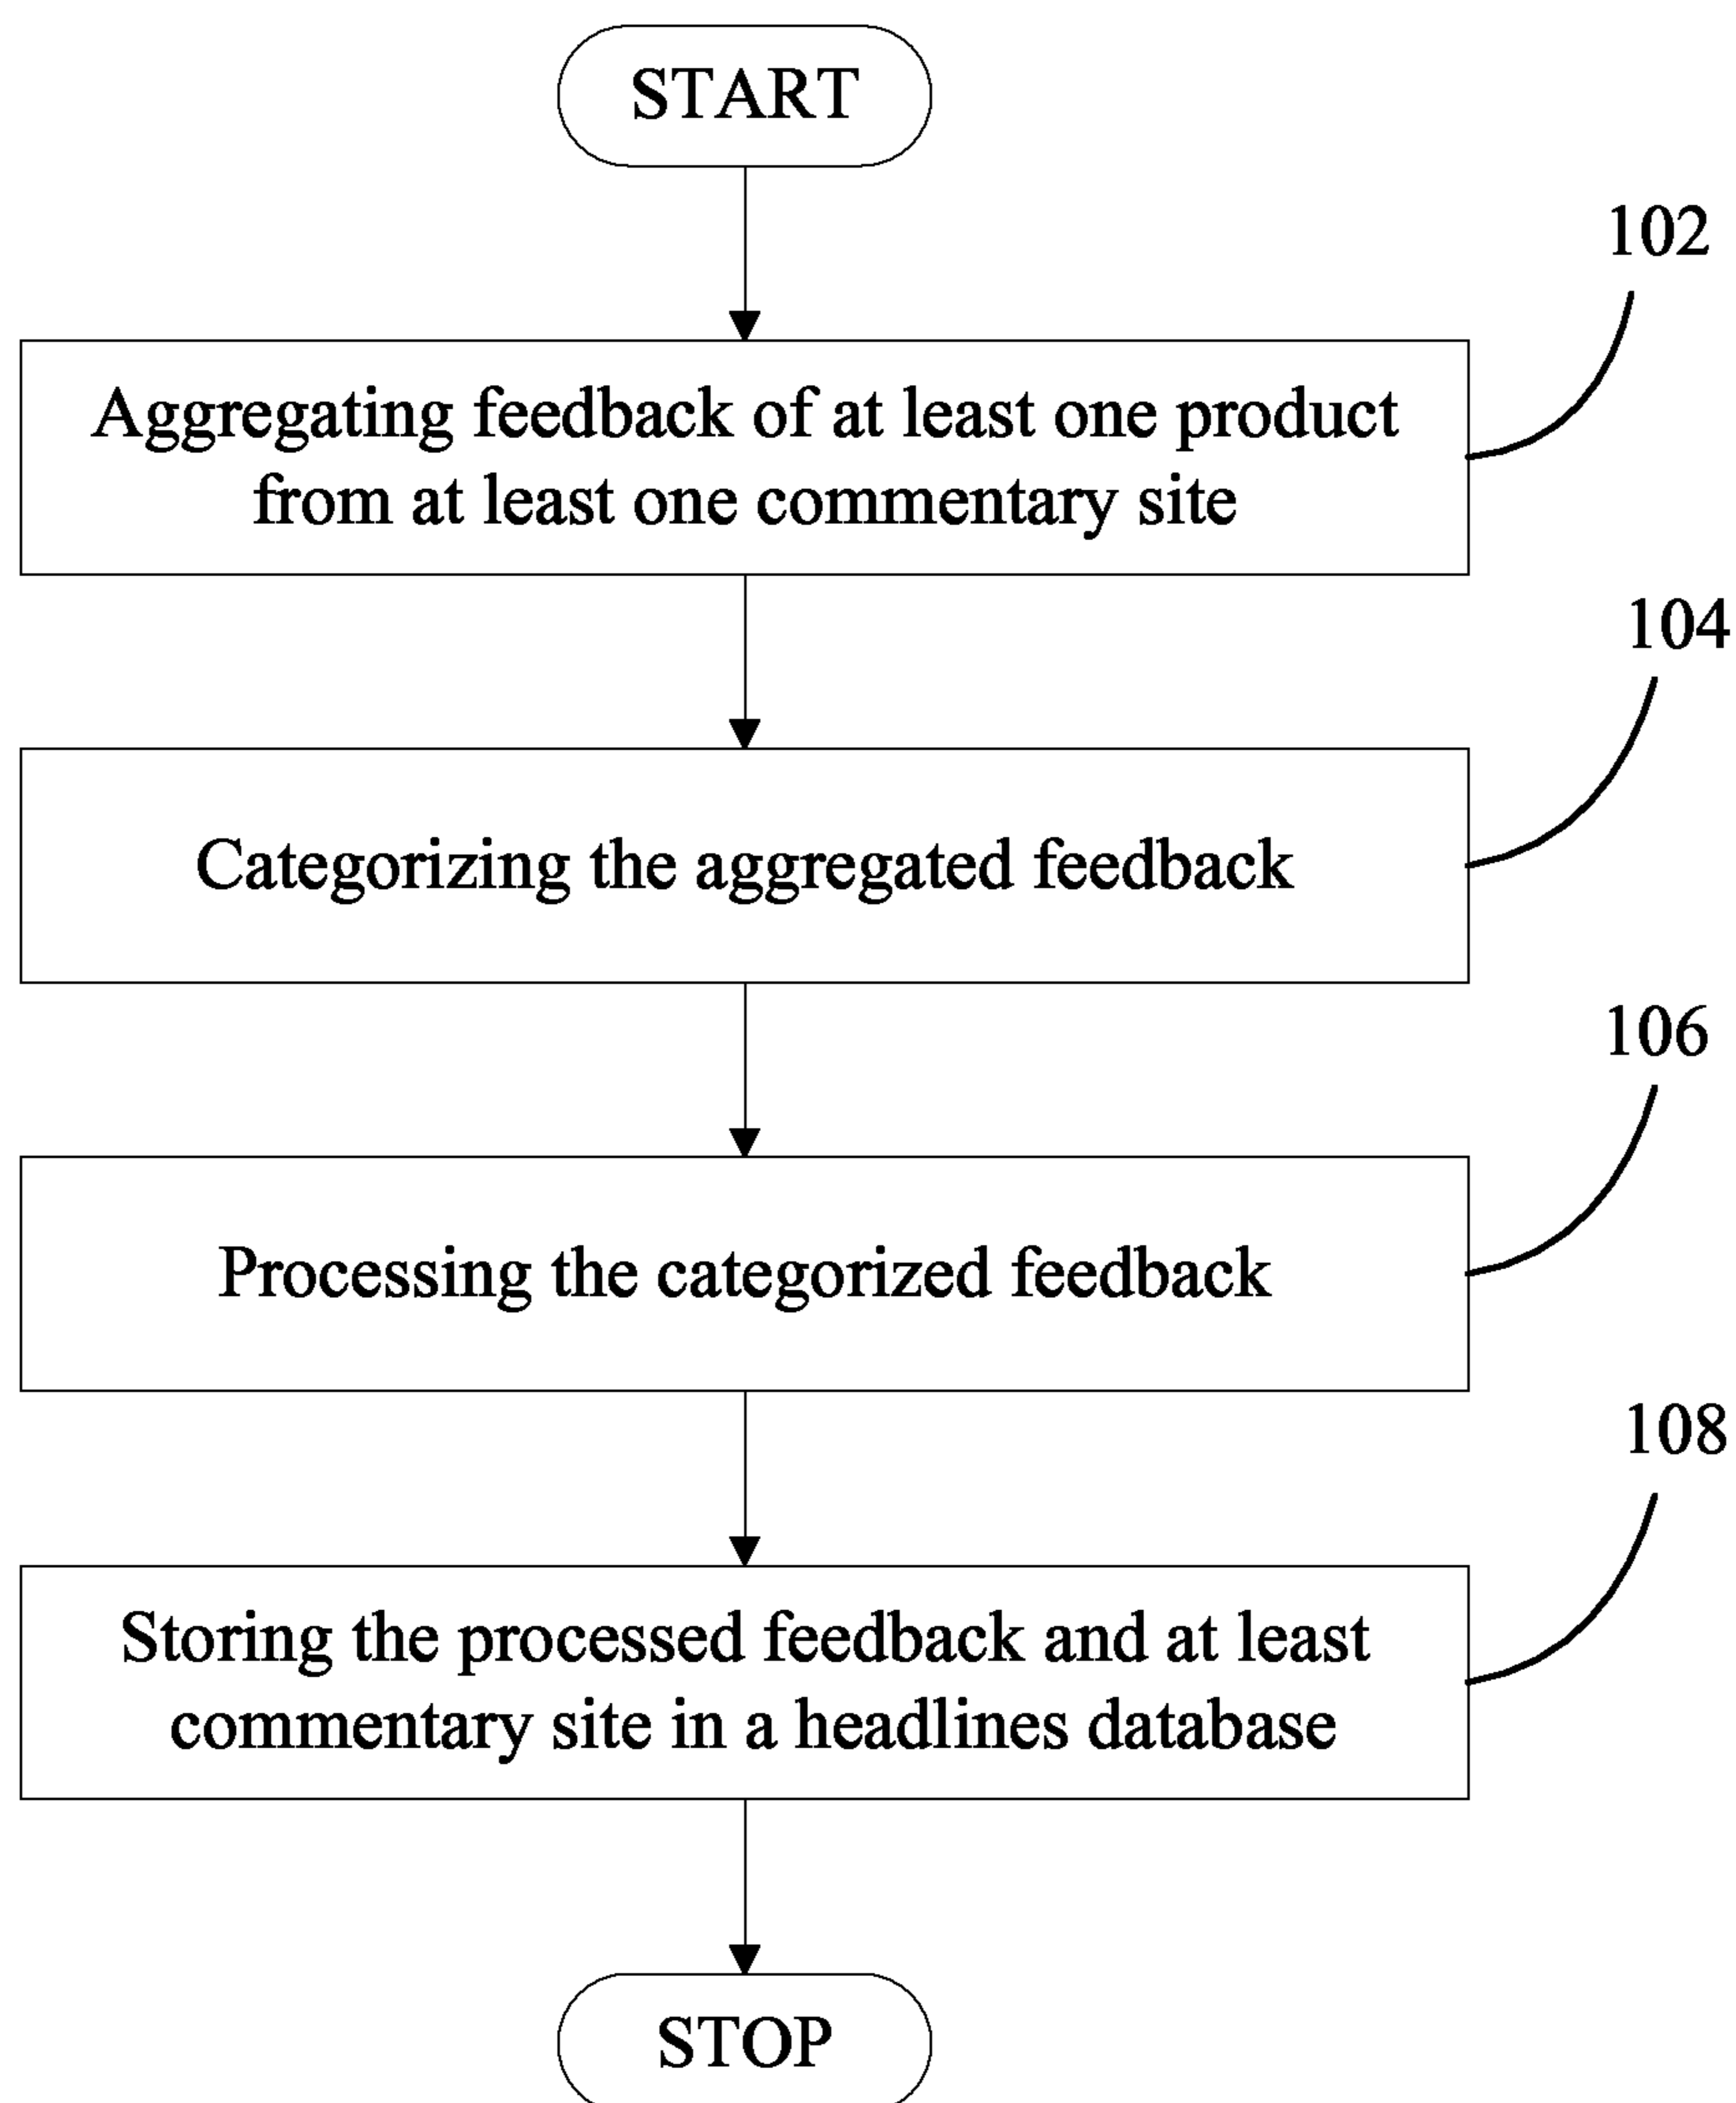 START
102
Aggregating feedback of at least one product
from at least one commentary site
104
Categorizing the aggregated feedback
106
Processing the categorized feedback
108
Storing the processed feedback and at least
commentary site in a headlines database
STOP